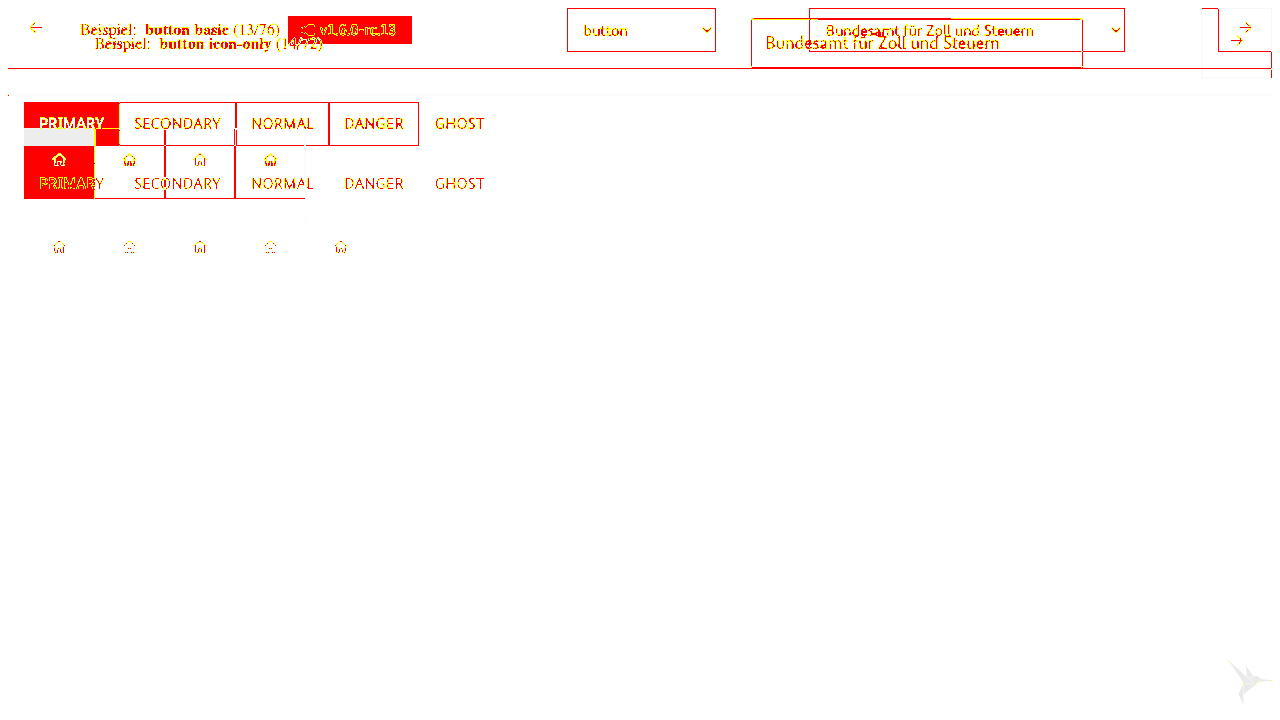 Beispiel: button basic (13/76) v1.6.0-rc.13 button Bundesamt für Zoll und Steuern
Beispiel: button icon-only (14/72) Bundesamt für Zoll und Steuern
PRIMARY SECONDARY NORMAL DANGER GHOST
PRIMARY SECONDARY NORMAL DANGER GHOST